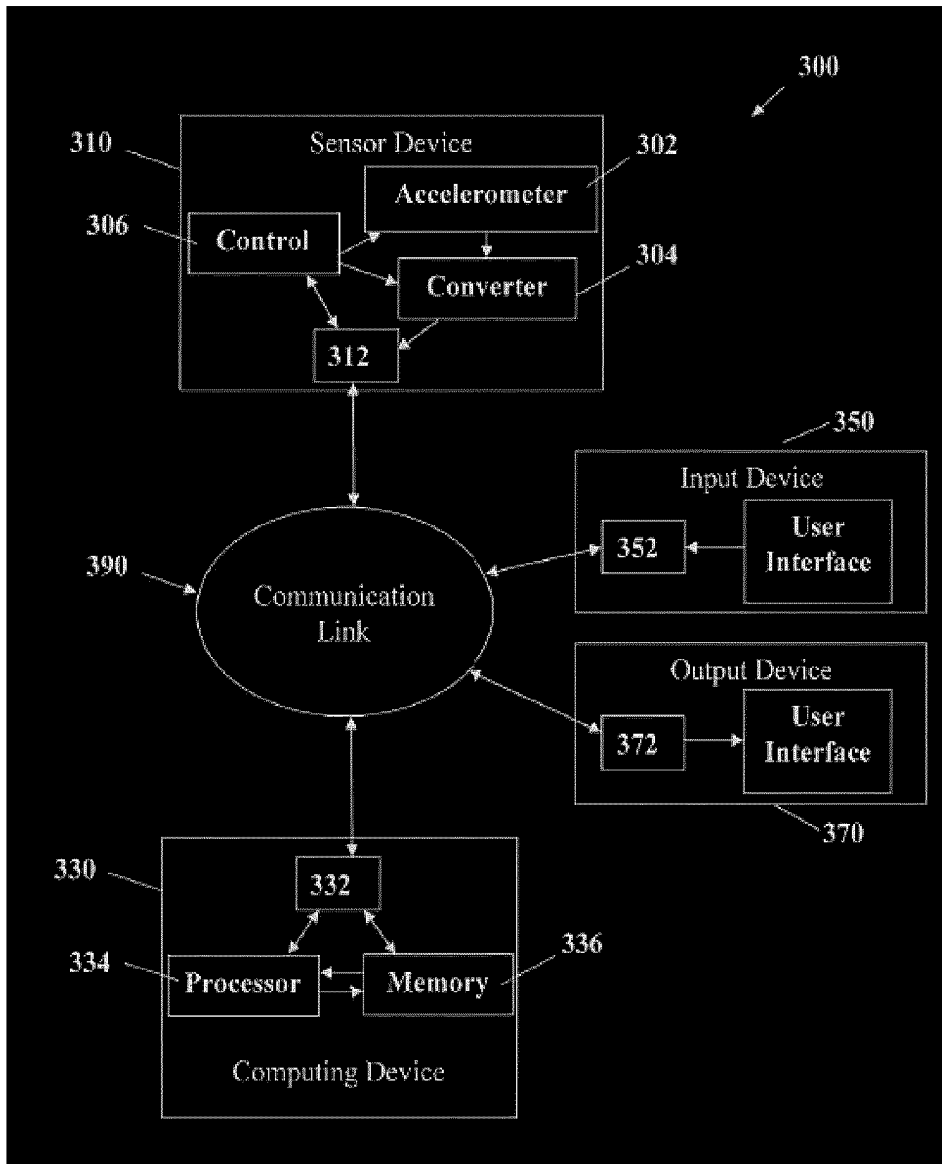 300
310
Sensor Device
302
Accelerometer
306
Control
304
Converter
312
350
Input Device
User
Interface
352
390
Communication
Link
Output Device
User
Interface
372
370
330
332
334
Processor
Memory
336
Computing Device